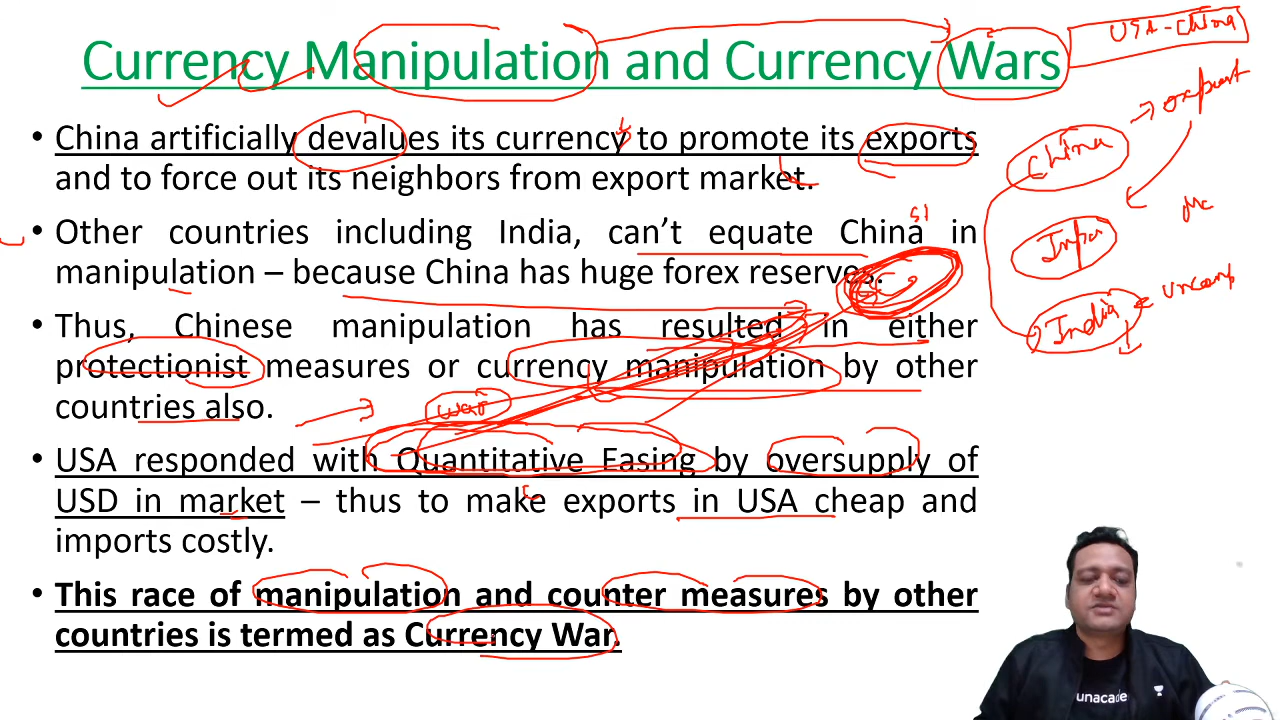 Currency Manipulation and Currency Wars
USA-China
• China artificially devalues its currency to promote its exports
and to force out its neighbors from export market.
• Other countries including India, can't equate China in
manipulation – because China has huge forex reserves.
• Thus, Chinese manipulation has resulted in either
protectionist measures or currency manipulation by other
countries also.
• USA responded with Quantitative Easing by oversupply of
USD in market – thus to make exports in USA cheap and
imports costly.
• This race of manipulation and counter measures by other
countries is termed as Currency War.
export
China
India
war
unacade